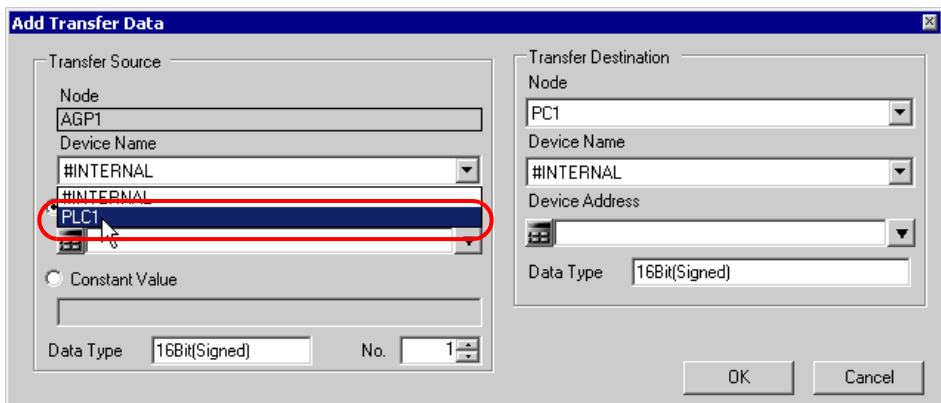 Add Transfer Data
Transfer Source
Node
AGP1
Device Name
#INTERNAL
#INTERNAL
PLC1
Constant Value
Data Type
16Bit(Signed)
No.
1
Transfer Destination
Node
PC1
Device Name
#INTERNAL
Device Address
Data Type
16Bit(Signed)
OK
Cancel